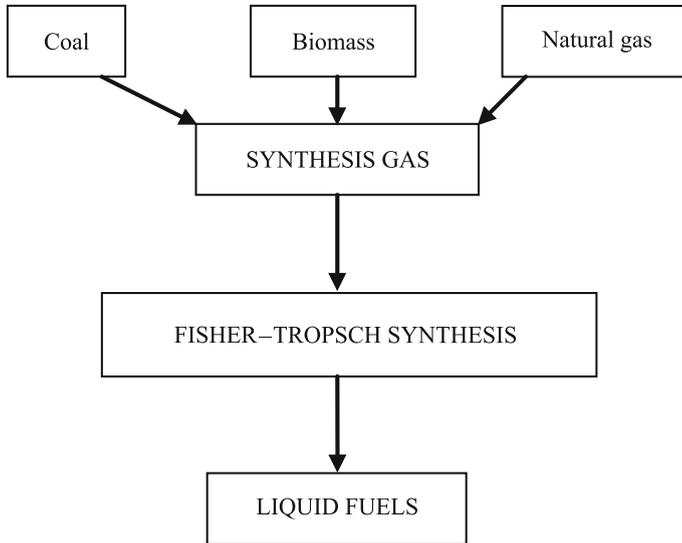 Coal
Biomass
Natural gas
SYNTHESIS GAS
FISHER–TROPSCH SYNTHESIS
LIQUID FUELS